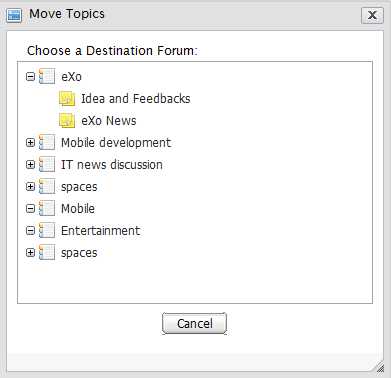 Move Topics
Choose a Destination Forum:
eXo
Idea and Feedbacks
eXo News
Mobile development
IT news discussion
spaces
Mobile
Entertainment
spaces
Cancel